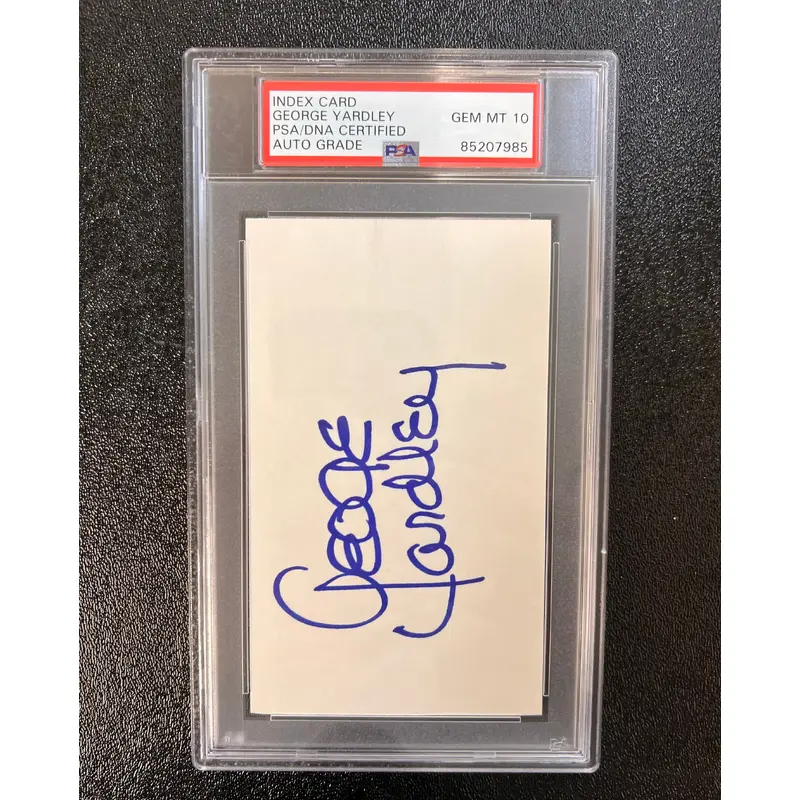 INDEX CARD
GEORGE YARDLEY GEM MT 10
PSA/DNA CERTIFIED
AUTO GRADE PSA 85207985
George
Yardley